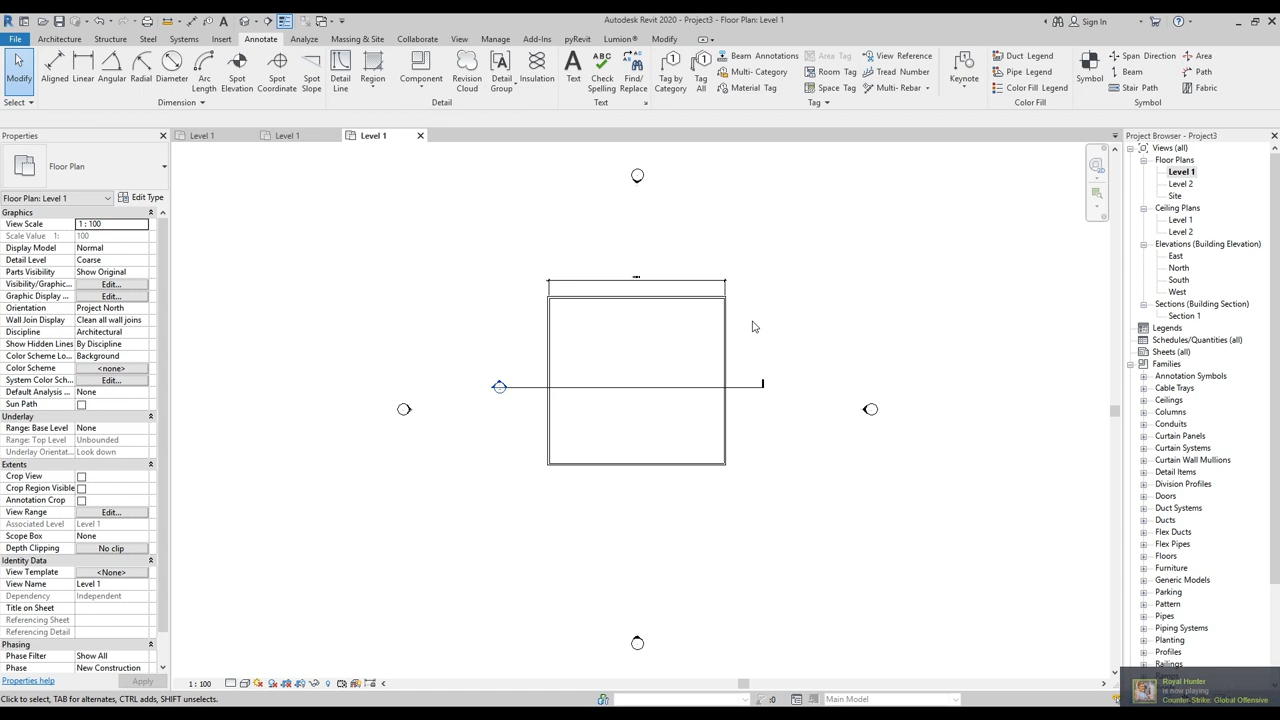 Autodesk Revit 2020 - Project3 - Floor Plan: Level 1
Sign In
File Architecture Structure Steel Systems Insert Annotate Analyze Massing & Site Collaborate View Manage Add-Ins pyRevit Lumion® Modify
Modify
Aligned Linear Angular Radial Diameter Arc Length Spot Elevation Spot Coordinate Spot Slope
Detail Line Region Component Revision Cloud Detail Group Insulation
ABC
Text Check Spelling Find/ Replace
Tag by Category Tag All
Beam Annotations Area Tag View Reference
Multi- Category Room Tag Tread Number
Material Tag Space Tag Multi- Rebar
Keynote
Duct Legend
Pipe Legend
Color Fill Legend
Symbol
Span Direction Area
Beam Path
Stair Path Fabric
Select Dimension Detail Text Tag Color Fill Symbol
Properties
Level 1 Level 1 Level 1
Project Browser - Project3
Floor Plan
Floor Plan: Level 1 Edit Type
Graphics
View Scale 1 : 100
Scale Value 1: 100
Display Model Normal
Detail Level Coarse
Parts Visibility Show Original
Visibility/Graphic... Edit...
Graphic Display ... Edit...
Orientation Project North
Wall Join Display Clean all wall joins
Discipline Architectural
Show Hidden Lines By Discipline
Color Scheme Lo... Background
Color Scheme <none>
System Color Sch... Edit...
Default Analysis ... None
Sun Path
Underlay
Range: Base Level None
Range: Top Level Unbounded
Underlay Orientat... Look down
Extents
Crop View
Crop Region Visible
Annotation Crop
View Range Edit...
Associated Level Level 1
Scope Box None
Depth Clipping No clip
Identity Data
View Template <None>
View Name Level 1
Dependency Independent
Title on Sheet
Referencing Sheet
Referencing Detail
Phasing
Phase Filter Show All
Phase New Construction
Properties help Apply
Views (all)
Floor Plans
Level 1
Level 2
Site
Ceiling Plans
Level 1
Level 2
Elevations (Building Elevation)
East
North
South
West
Sections (Building Section)
Section 1
Legends
Schedules/Quantities (all)
Sheets (all)
Families
Annotation Symbols
Cable Trays
Ceilings
Columns
Conduits
Curtain Panels
Curtain Systems
Curtain Wall Mullions
Detail Items
Division Profiles
Doors
Duct Systems
Ducts
Flex Ducts
Flex Pipes
Floors
Furniture
Generic Models
Parking
Pattern
Pipes
Piping Systems
Planting
Profiles
Railings
1 : 100
Click to select, TAB for alternates, CTRL adds, SHIFT unselects.
:0
Main Model
Royal Hunter
is now playing
Counter-Strike: Global Offensive